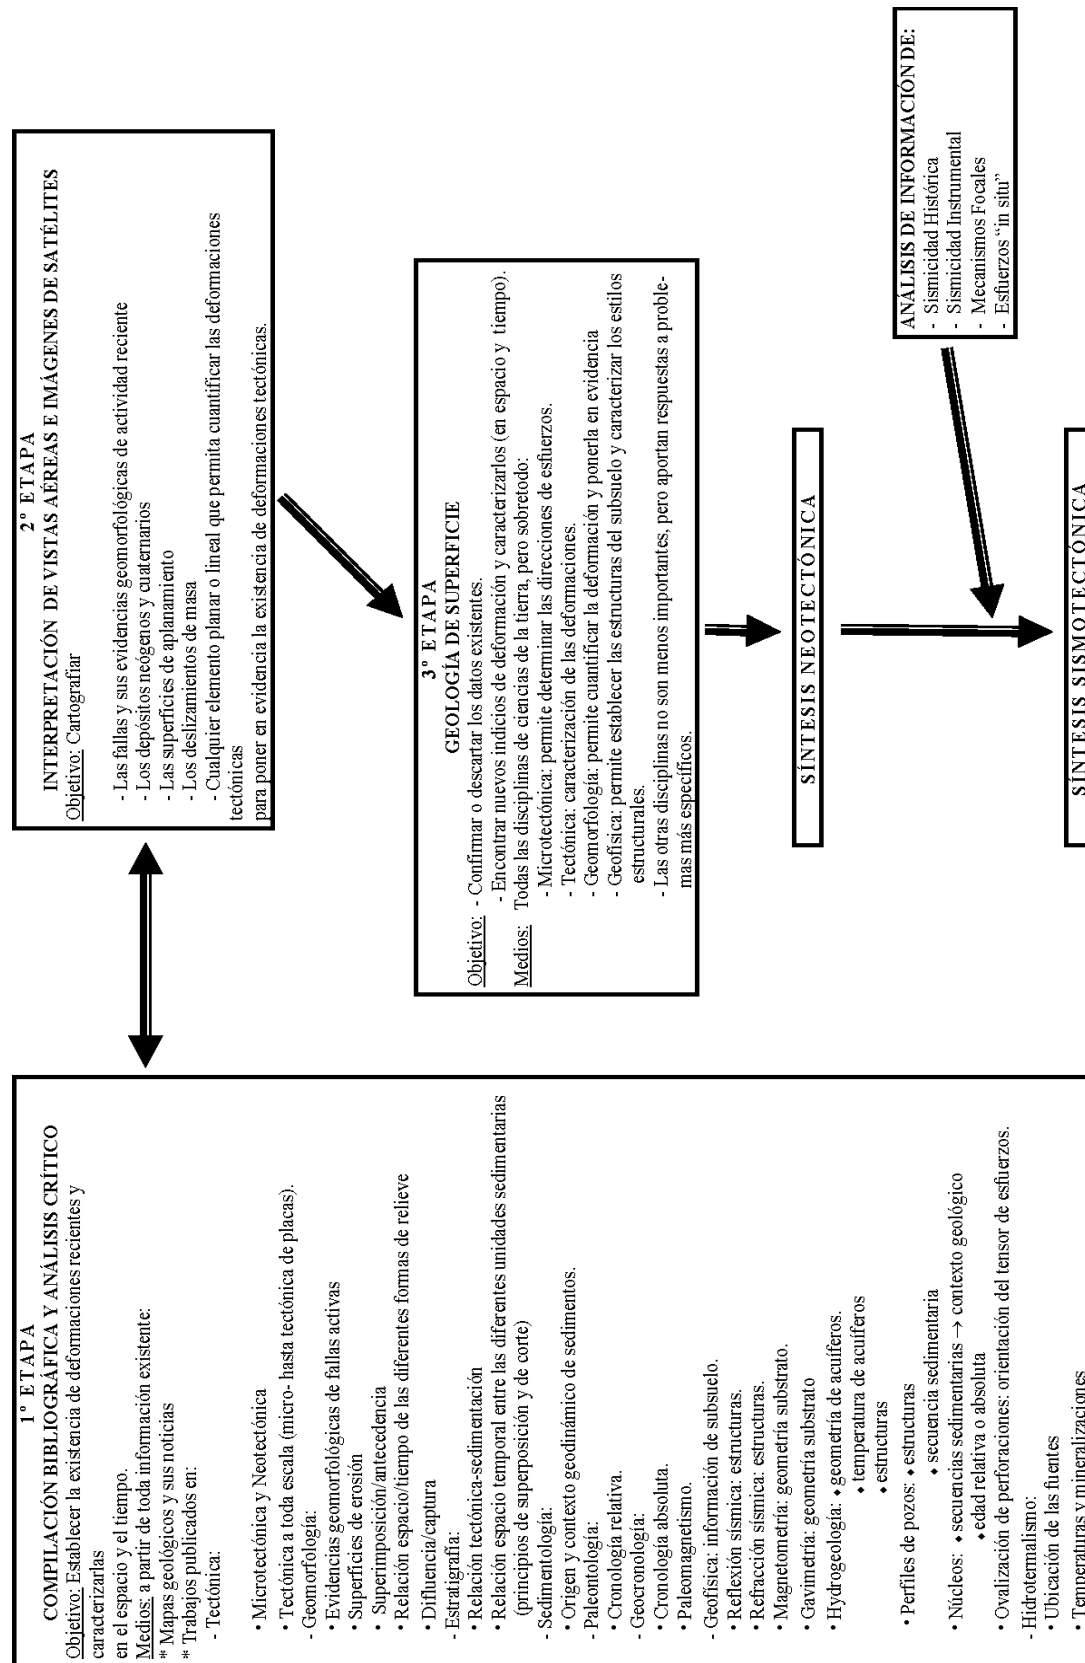 1º ETAPA
COMPILACIÓN BIBLIOGRÁFICA Y ANÁLISIS CRÍTICO
Objetivo: Establecer la existencia de deformaciones recientes y
caracterizarlas
en el espacio y el tiempo.
Medios: a partir de toda información existente:
* Mapas geológicos y sus noticias
* Trabajos publicados en:
- Tectónica:
• Microtectónica y Neotectónica
• Tectónica a toda escala (micro- hasta tectónica de placas).
- Geomorfología:
• Evidencias geomorfológicas de fallas activas
• Superficies de erosión
• Superimposición/antecedencia
• Relación espacio/tiempo de las diferentes formas de relieve
• Difluencia/captura
- Estratigrafía:
• Relación tectónica-sedimentación
• Relación espacio temporal entre las diferentes unidades sedimentarias
(principios de superposición y de corte)
- Sedimentología:
• Origen y contexto geodinámico de sedimentos.
- Paleontología:
• Cronología relativa.
- Geocronología:
• Cronología absoluta.
• Paleomagnetismo.
- Geofísica: información de subsuelo.
• Reflexión sísmica: estructuras.
• Refracción sísmica: estructuras.
• Magnetometría: geometría substrato.
• Gavimetría: geometría substrato
• Hydrogeología: ♦ geometría de acuíferos.
♦ temperatura de acuíferos
♦ estructuras
• Perfiles de pozos: ♦ estructuras
♦ secuencia sedimentaria
• Núcleos: ♦ secuencias sedimentarias → contexto geológico
♦ edad relativa o absoluta
• Ovalización de perforaciones: orientación del tensor de esfuerzos.
- Hidrotermalismo:
• Ubicación de las fuentes
• Temperaturas y mineralizaciones
2º ETAPA
INTERPRETACIÓN DE VISTAS AÉREAS E IMÁGENES DE SATÉLITES
Objetivo: Cartografiar
- Las fallas y sus evidencias geomorfológicas de actividad reciente
- Los depósitos neógenos y cuaternarios
- Las superficies de aplanamiento
- Los deslizamientos de masa
- Cualquier elemento planar o lineal que permita cuantificar las deformaciones
tectónicas
para poner en evidencia la existencia de deformaciones tectónicas.
3º ETAPA
GEOLOGÍA DE SUPERFICIE
Objetivo: - Confirmar o descartar los datos existentes.
- Encontrar nuevos indicios de deformación y caracterizarlos (en espacio y tiempo).
Medios: Todas las disciplinas de ciencias de la tierra, pero sobretodo:
- Microtectónica: permite determinar las direcciones de esfuerzos.
- Tectónica: caracterización de las deformaciones.
- Geomorfología: permite cuantificar la deformación y ponerla en evidencia
- Geofísica: permite establecer las estructuras del subsuelo y caracterizar los estilos
estructurales.
- Las otras disciplinas no son menos importantes, pero aportan respuestas a proble-
mas más específicos.
SÍNTESIS NEOTECTÓNICA
ANÁLISIS DE INFORMACIÓN DE:
- Sismicidad Histórica
- Sismicidad Instrumental
- Mecanismos Focales
- Esfuerzos "in situ"
SÍNTESIS SISMOTECTÓNICA